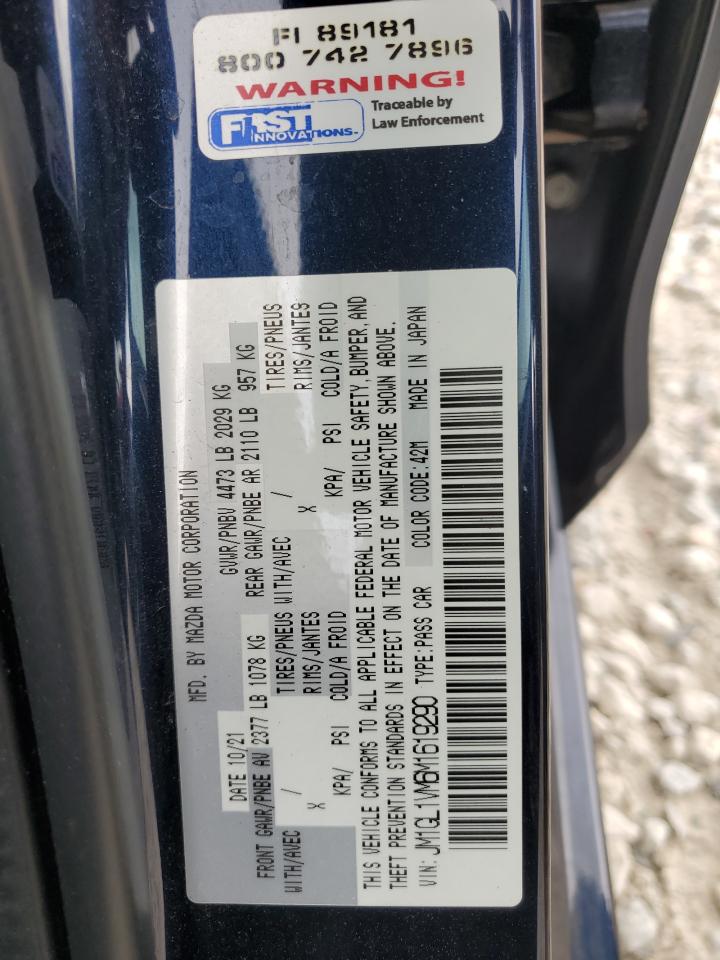 FI 89181
800 742 7896
WARNING!
FIRST
INNOVATIONS
Traceable by
Law Enforcement
MFD. BY MAZDA MOTOR CORPORATION
DATE 10/21 GVWR/PNBV 4473 LB 2029 KG
FRONT GAWR/PNBE AV 2377 LB 1078 KG REAR GAWR/PNBE AR 2110 LB 957 KG
WITH/AVEC / TIRES/PNEUS WITH/AVEC / TIRES/PNEUS
X RIMS/JANTES X RIMS/JANTES
KPA/ PSI COLD/A FROID KPA/ PSI COLD/A FROID
THIS VEHICLE CONFORMS TO ALL APPLICABLE FEDERAL MOTOR VEHICLE SAFETY, BUMPER, AND
THEFT PREVENTION STANDARDS IN EFFECT ON THE DATE OF MANUFACTURE SHOWN ABOVE.
VIN: JM1GL1VM6M1619290 TYPE:PASS CAR COLOR CODE:42M MADE IN JAPAN